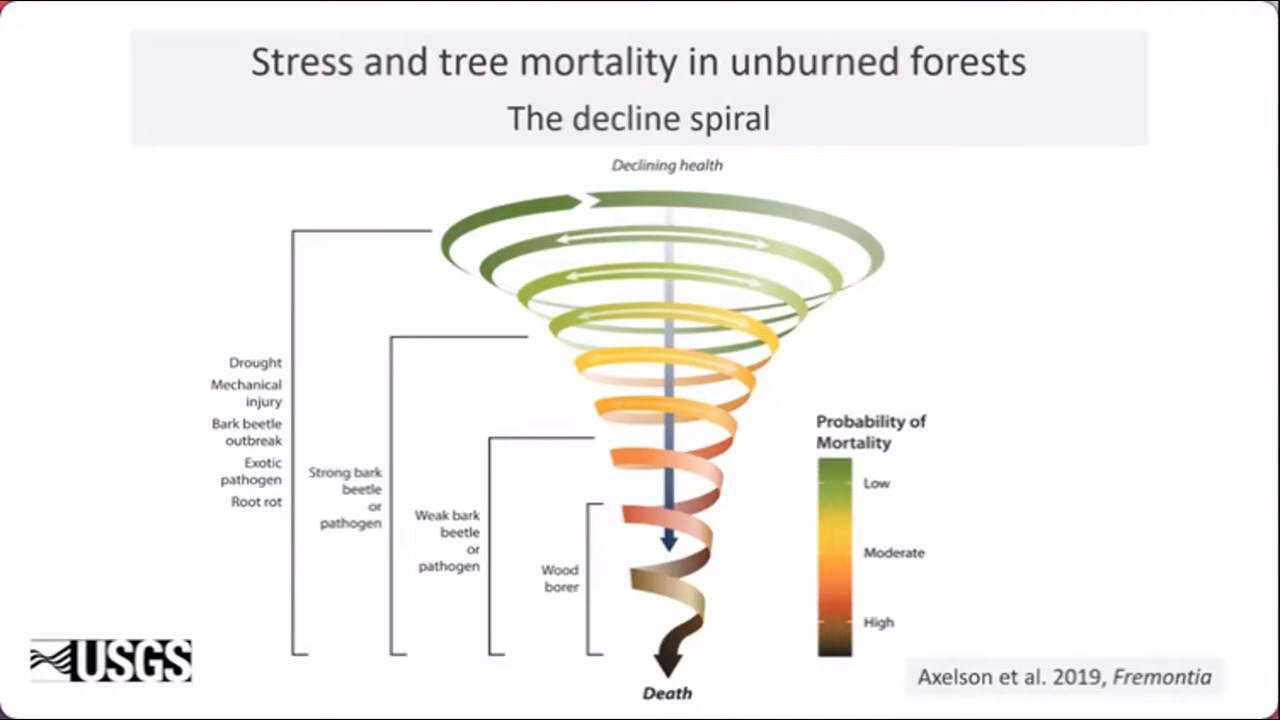 Stress and tree mortality in unburned forests
The decline spiral
Declining health
Drought
Mechanical
injury
Bark beetle
outbreak
Exotic
pathogen
Root rot
Strong bark
beetle
or
pathogen
Weak bark
beetle
or
pathogen
Wood
borer
Probability of
Mortality
Low
Moderate
High
Death
USGS
Axelson et al. 2019, Fremontia